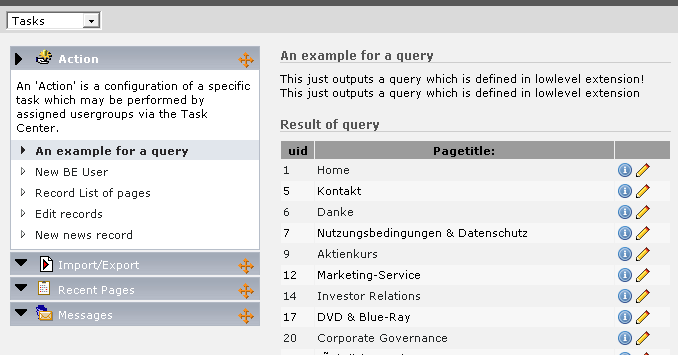 Tasks
Action
An 'Action' is a configuration of a specific
task which may be performed by
assigned usergroups via the Task
Center.
An example for a query
New BE User
Record List of pages
Edit records
New news record
Import/Export
Recent Pages
Messages
An example for a query
This just outputs a query which is defined in lowlevel extension!
This just outputs a query which is defined in lowlevel extension
Result of query
uid Pagetitle:
1 Home
5 Kontakt
6 Danke
7 Nutzungsbedingungen & Datenschutz
9 Aktienkurs
12 Marketing-Service
14 Investor Relations
17 DVD & Blue-Ray
20 Corporate Governance